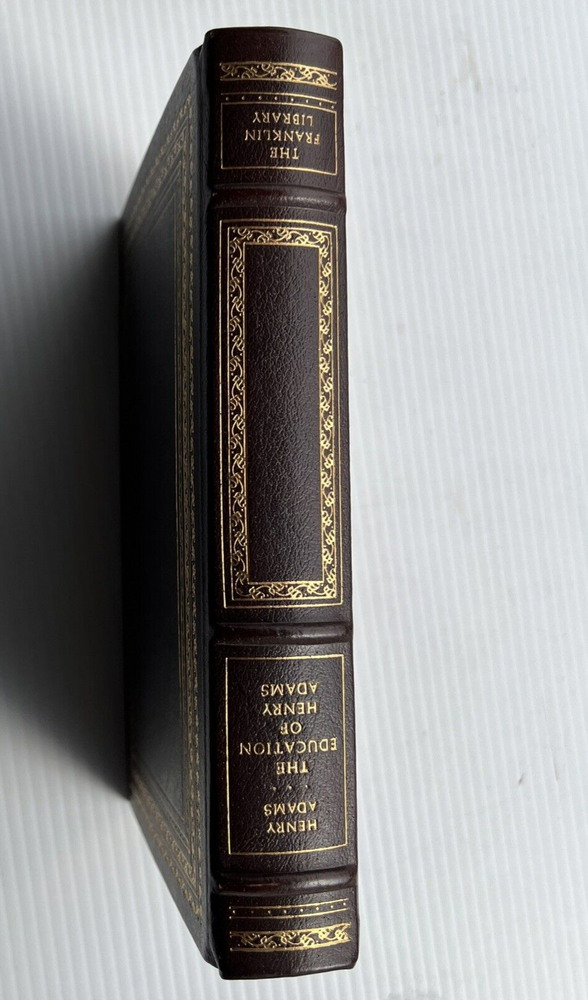 HENRY
ADAMS
THE
EDUCATION
OF
HENRY
ADAMS
THE
FRANKLIN
LIBRARY